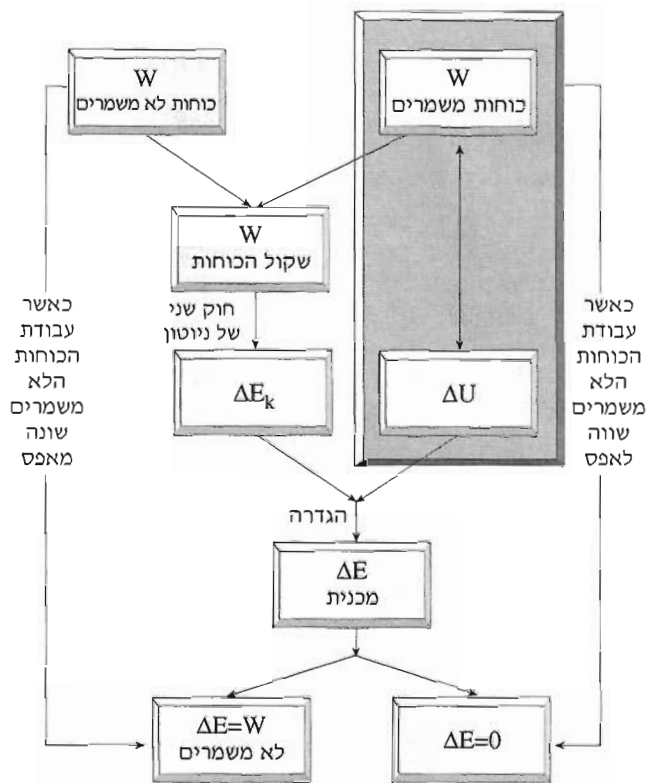 W
כוחות משמרים
W
כוחות לא משמרים
W
שקול הכוחות
חוק שני
של ניוטון
כאשר
עבודת
הכוחות
הלא
משמרים
שווה
לאפס
כאשר
עבודת
הכוחות
הלא
משמרים
שונה
מאפס
ΔU
ΔEk
הגדרה
ΔE
מכנית
ΔE=0
ΔE=W
לא משמרים